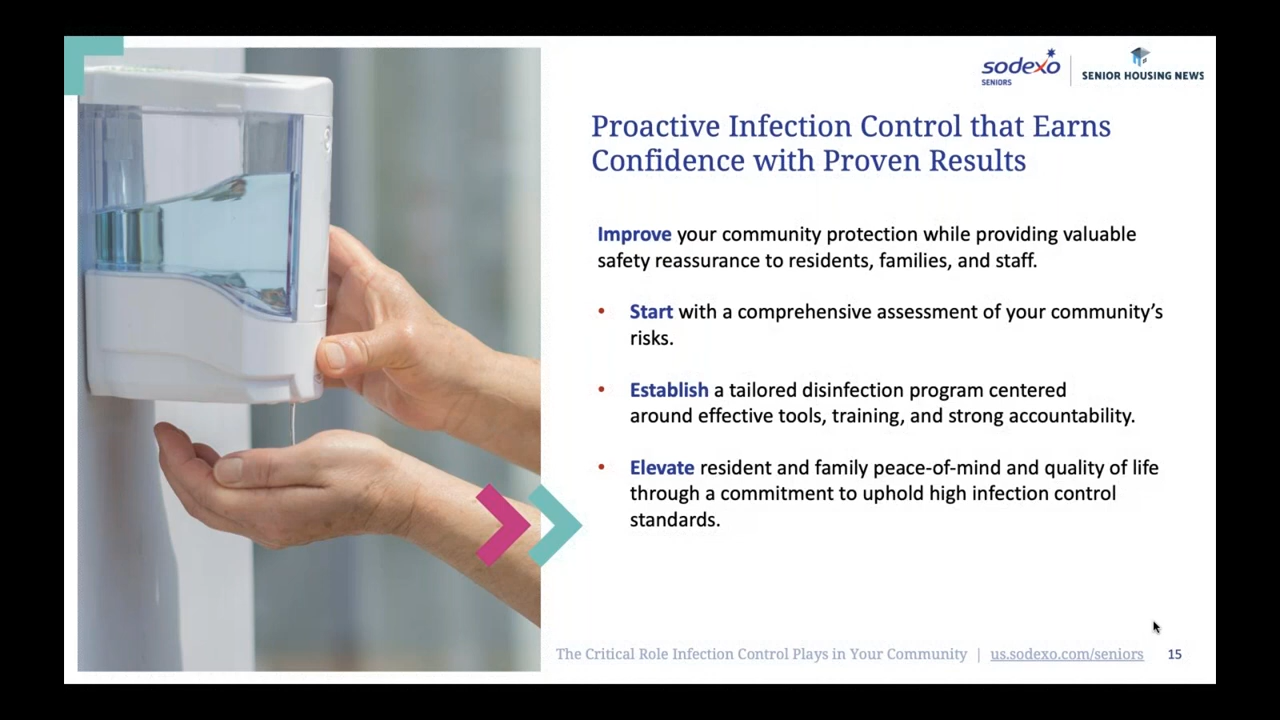 sodexo
SENIORS
SENIOR HOUSING NEWS
Proactive Infection Control that Earns
Confidence with Proven Results
Improve your community protection while providing valuable
safety reassurance to residents, families, and staff.
• Start with a comprehensive assessment of your community’s
risks.
• Establish a tailored disinfection program centered
around effective tools, training, and strong accountability.
• Elevate resident and family peace-of-mind and quality of life
through a commitment to uphold high infection control
standards.
The Critical Role Infection Control Plays in Your Community | us.sodexo.com/seniors 15